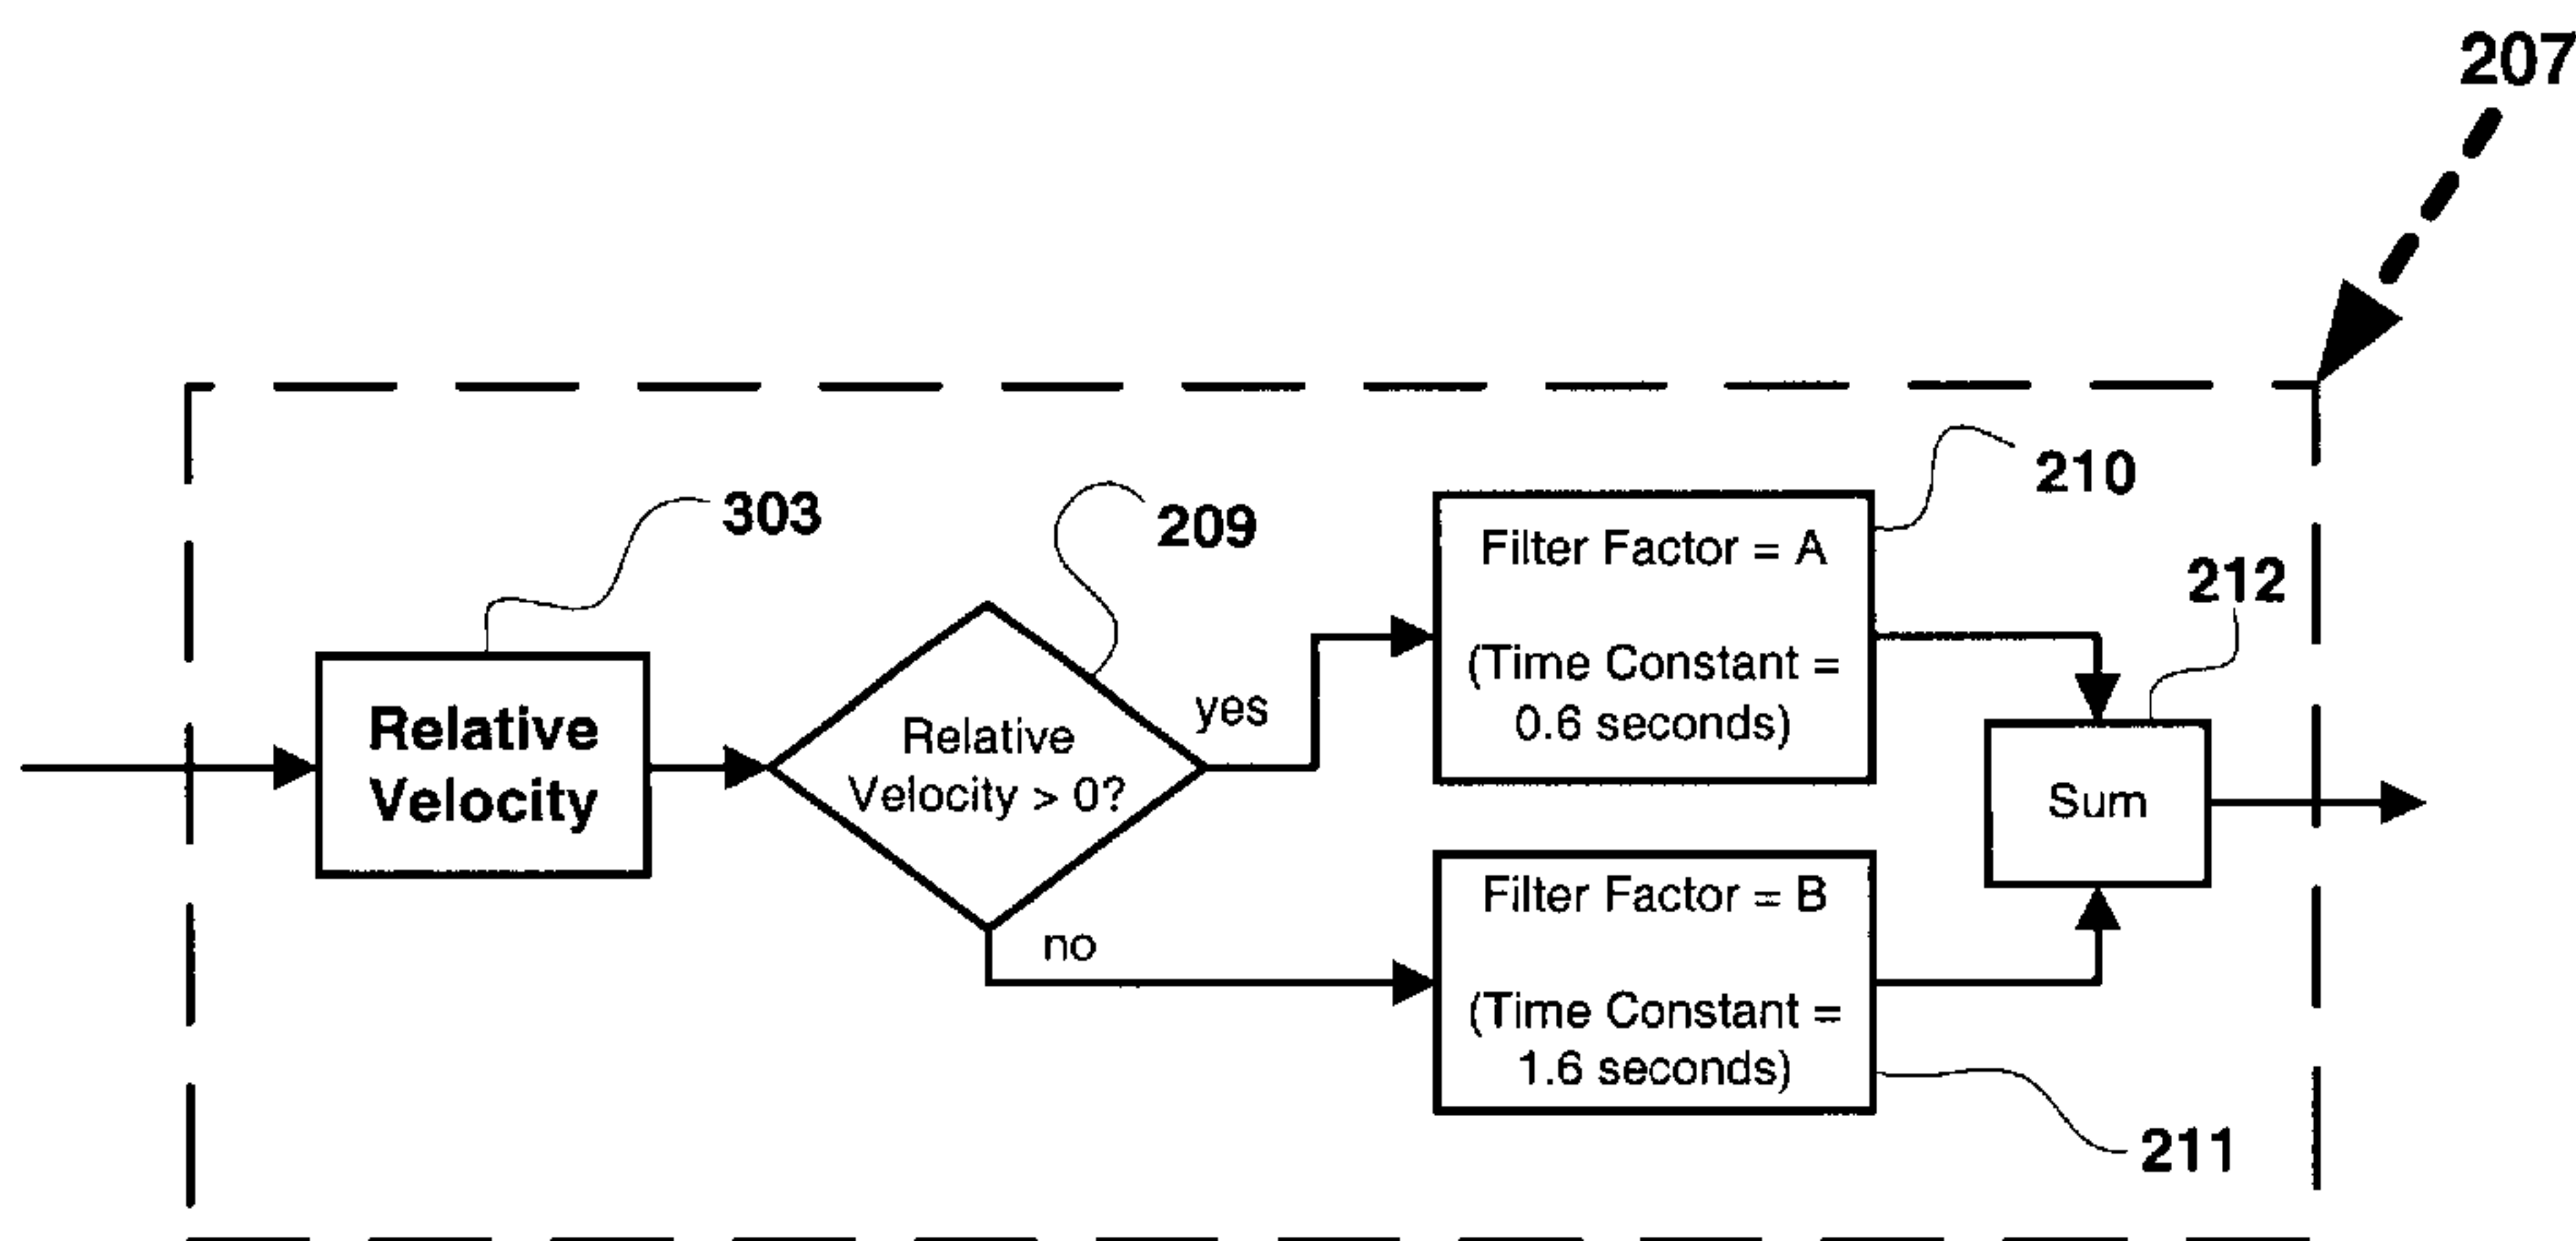 207
303
209
210
212
Relative
Velocity
Relative
Velocity > 0?
yes
no
Filter Factor = A
(Time Constant =
0.6 seconds)
Sum
Filter Factor = B
(Time Constant =
1.6 seconds)
211